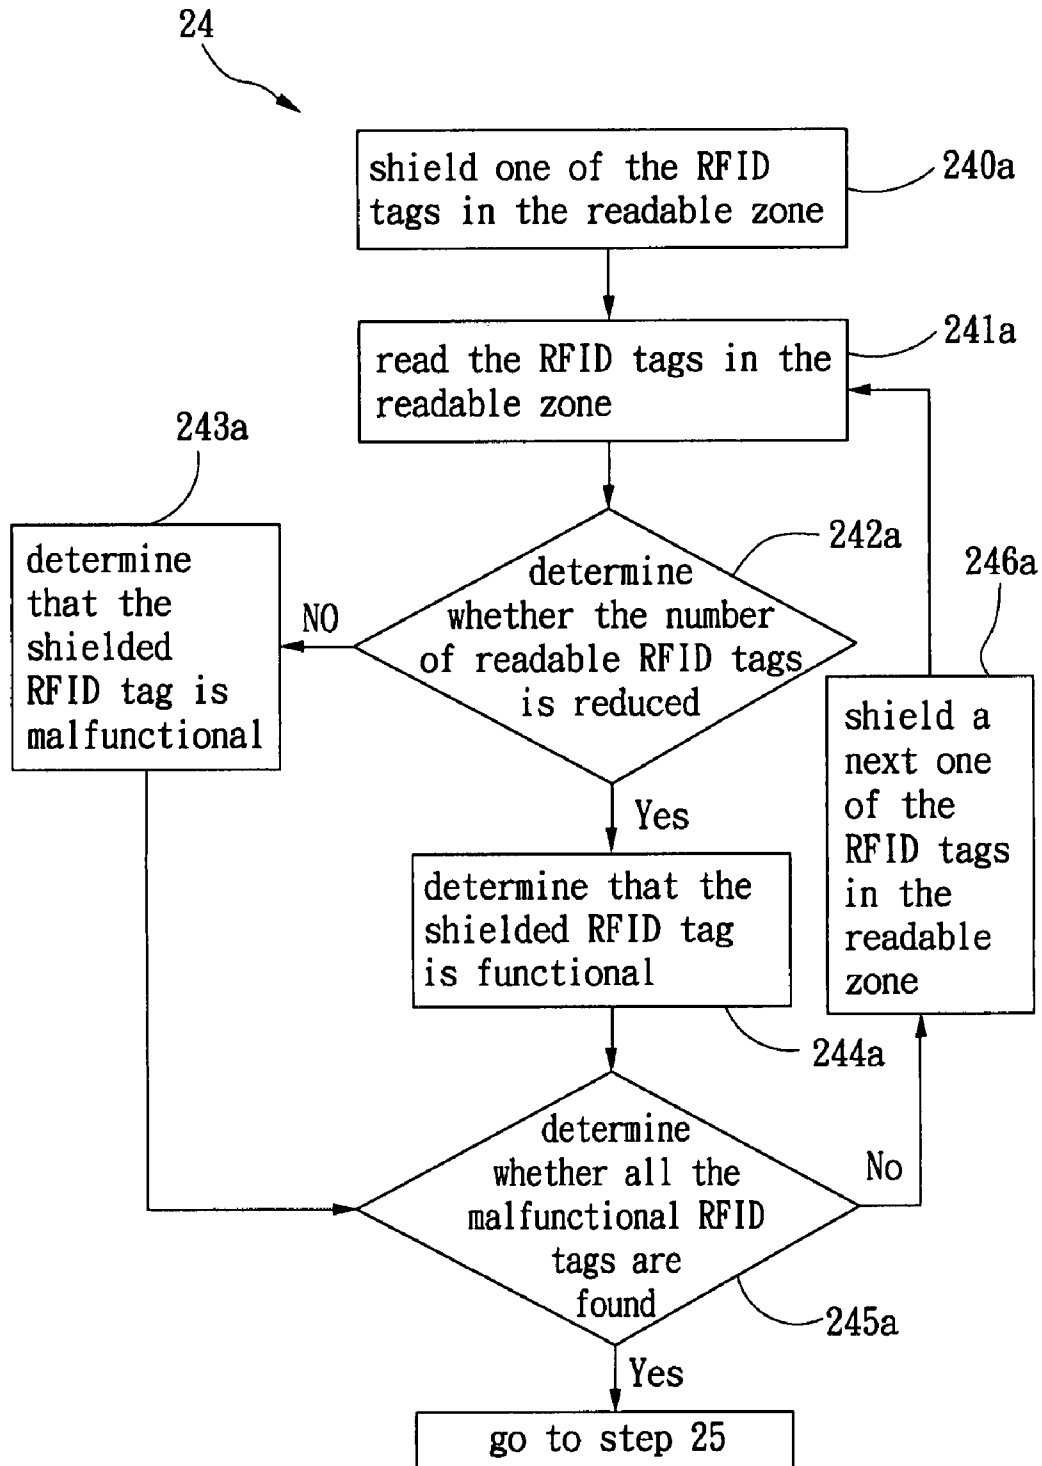 24
shield one of the RFID
tags in the readable zone
240a
read the RFID tags in the
readable zone
241a
243a
determine
that the
shielded
RFID tag is
malfunctional
NO
determine
whether the number
of readable RFID tags
is reduced
242a
246a
shield a
next one
of the
RFID tags
in the
readable
zone
Yes
determine that the
shielded RFID tag
is functional
244a
determine
whether all the
malfunctional RFID
tags are
found
No
245a
Yes
go to step 25